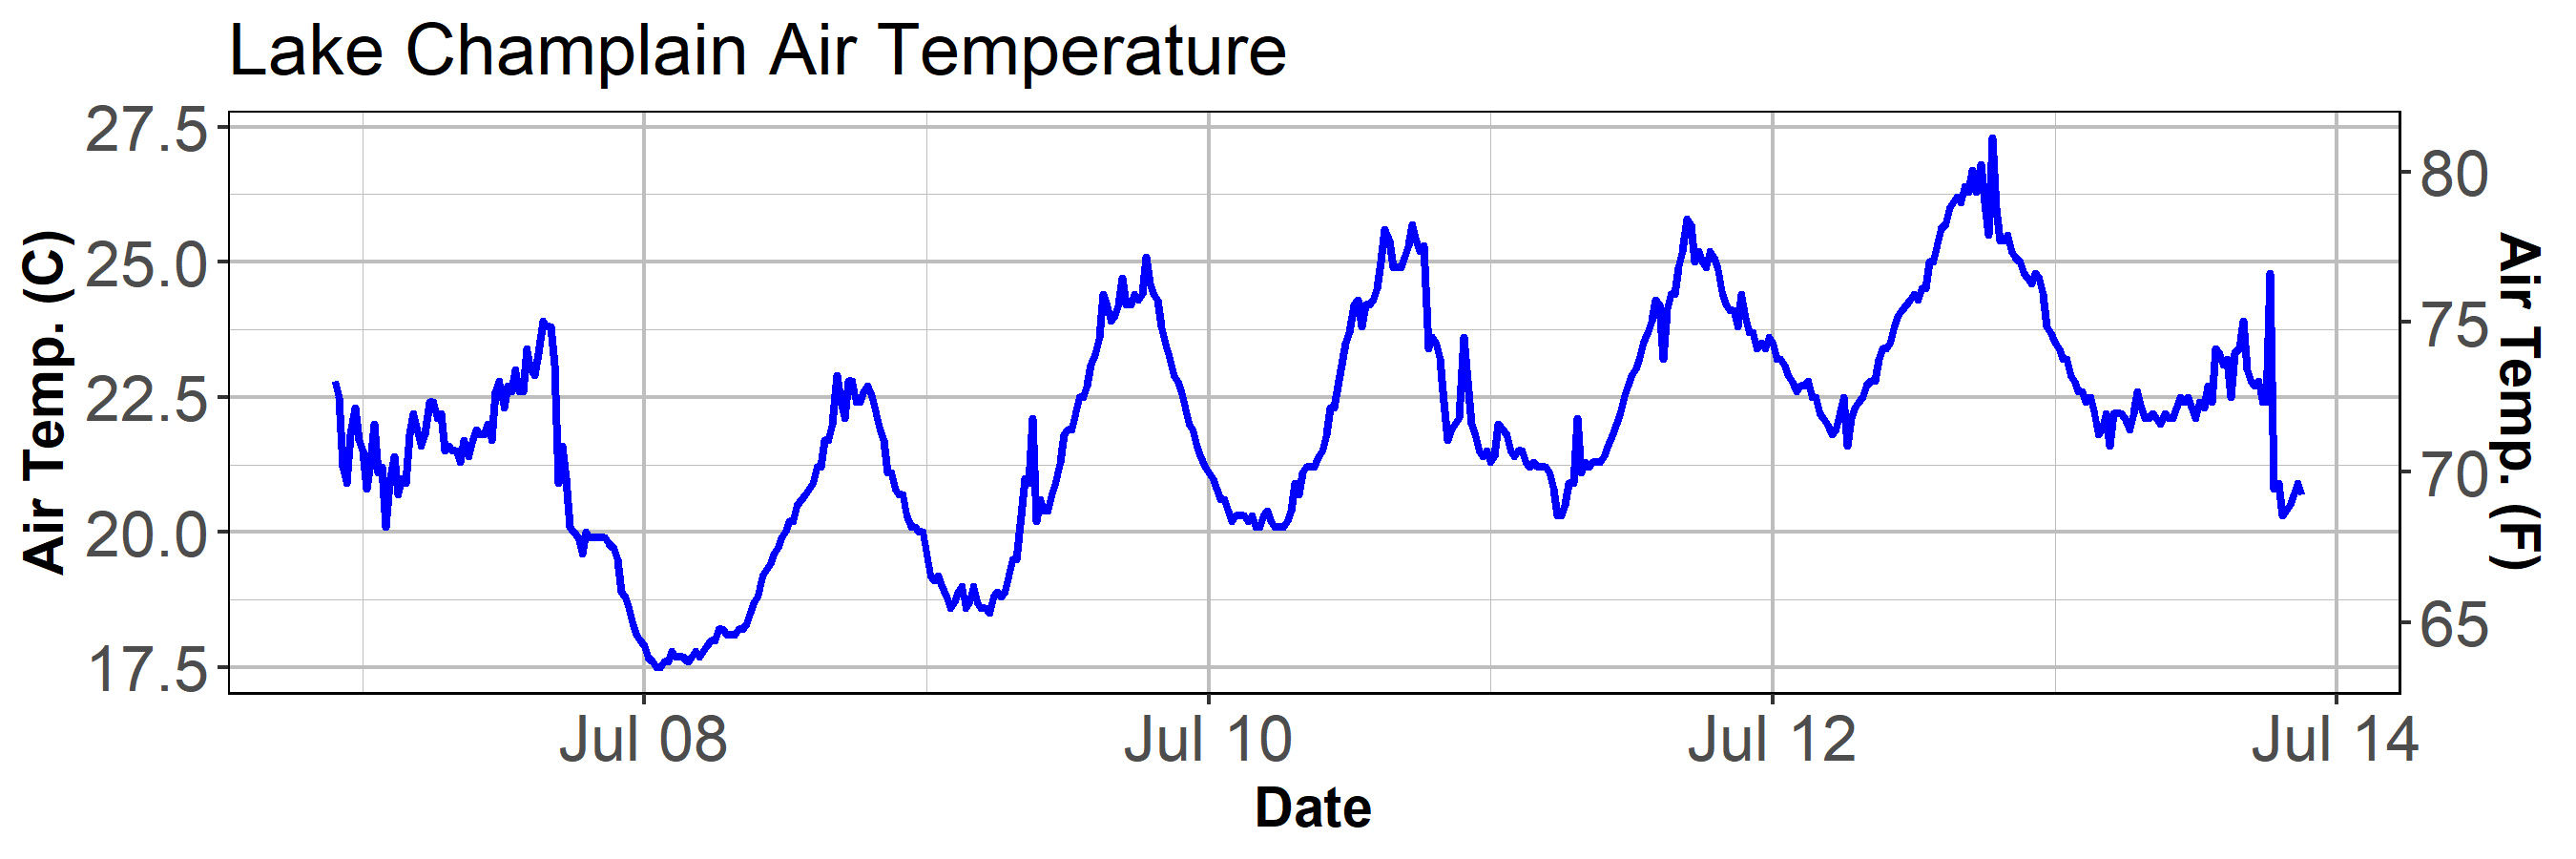 Lake Champlain Air Temperature
Air Temp. (C)
27.5
25.0
22.5
20.0
17.5
80
75
70
65
Air Temp. (F)
Jul 08
Jul 10
Jul 12
Jul 14
Date